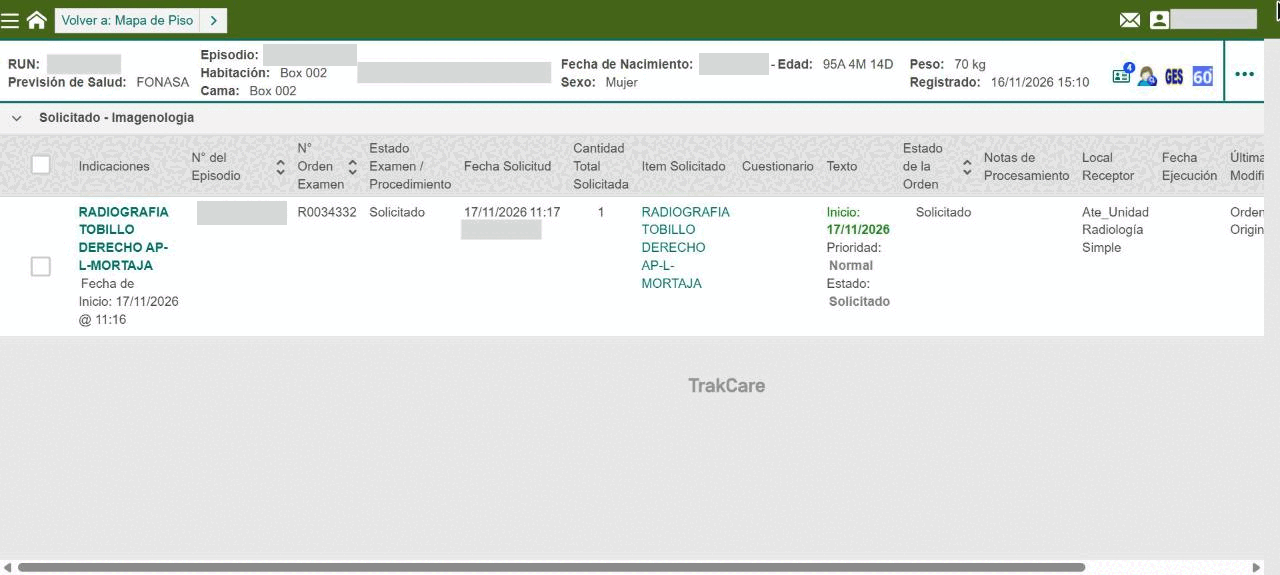 Volver a: Mapa de Piso
RUN:
Previsión de Salud: FONASA
Episodio:
Habitación: Box 002
Cama: Box 002
Fecha de Nacimiento: - Edad: 95A 4M 14D
Sexo: Mujer
Peso: 70 kg
Registrado: 16/11/2026 15:10
4
GES
60
Solicitado - Imagenologia
Indicaciones
N° del
Episodio
N°
Orden
Examen
Estado
Examen /
Procedimiento
Fecha Solicitud
Cantidad
Total
Solicitada
Item Solicitado
Cuestionario
Texto
Estado
de la
Orden
Notas de
Procesamiento
Local
Receptor
Fecha
Ejecución
Última
Modifi
RADIOGRAFIA
TOBILLO
DERECHO AP-
L-MORTAJA
Fecha de
Inicio: 17/11/2026
@ 11:16
R0034332
Solicitado
17/11/2026 11:17
1
RADIOGRAFIA
TOBILLO
DERECHO
AP-L-
MORTAJA
Inicio:
17/11/2026
Prioridad:
Normal
Estado:
Solicitado
Solicitado
Ate_Unidad
Radiología
Simple
Orden
Origin
TrakCare